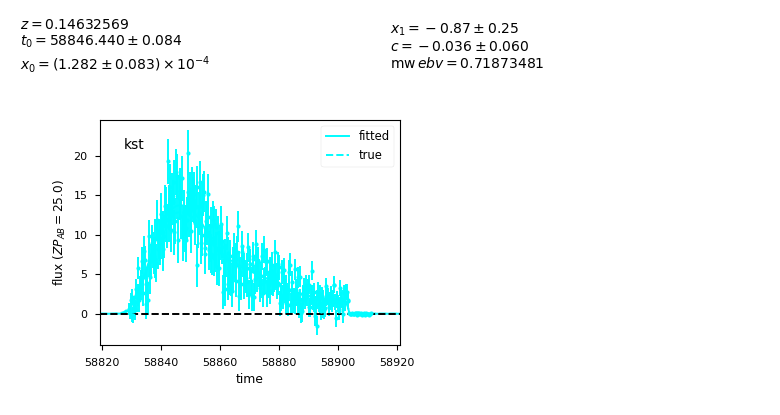 z = 0.14632569
t₀ = 58846.440 ± 0.084
x₀ = (1.282 ± 0.083) × 10⁻⁴
x₁ = −0.87 ± 0.25
c = −0.036 ± 0.060
mw ebv = 0.71873481
kst
fitted
true
flux (ZP_{AB} = 25.0)
20
15
10
5
0
58820 58840 58860 58880 58900 58920
time